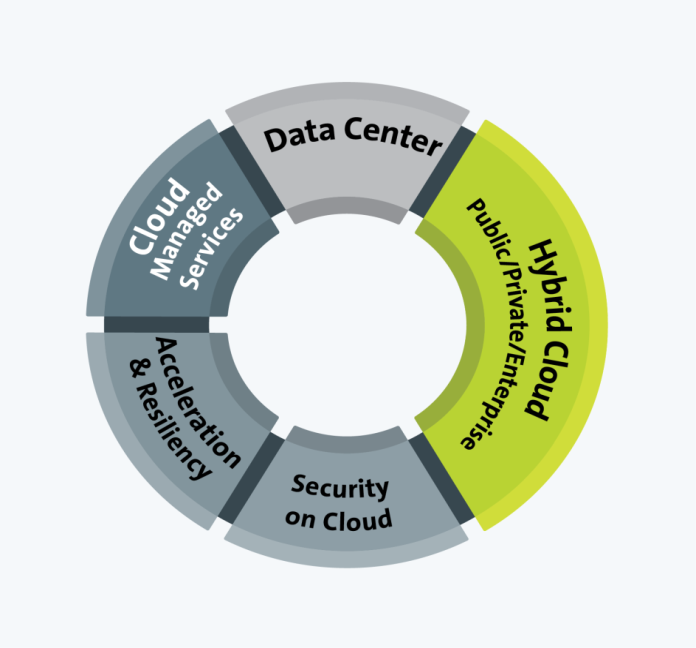 Data Center
Hybrid Cloud
Public/Private/Enterprise
Security
on Cloud
Acceleration
& Resiliency
Cloud
Managed
Services